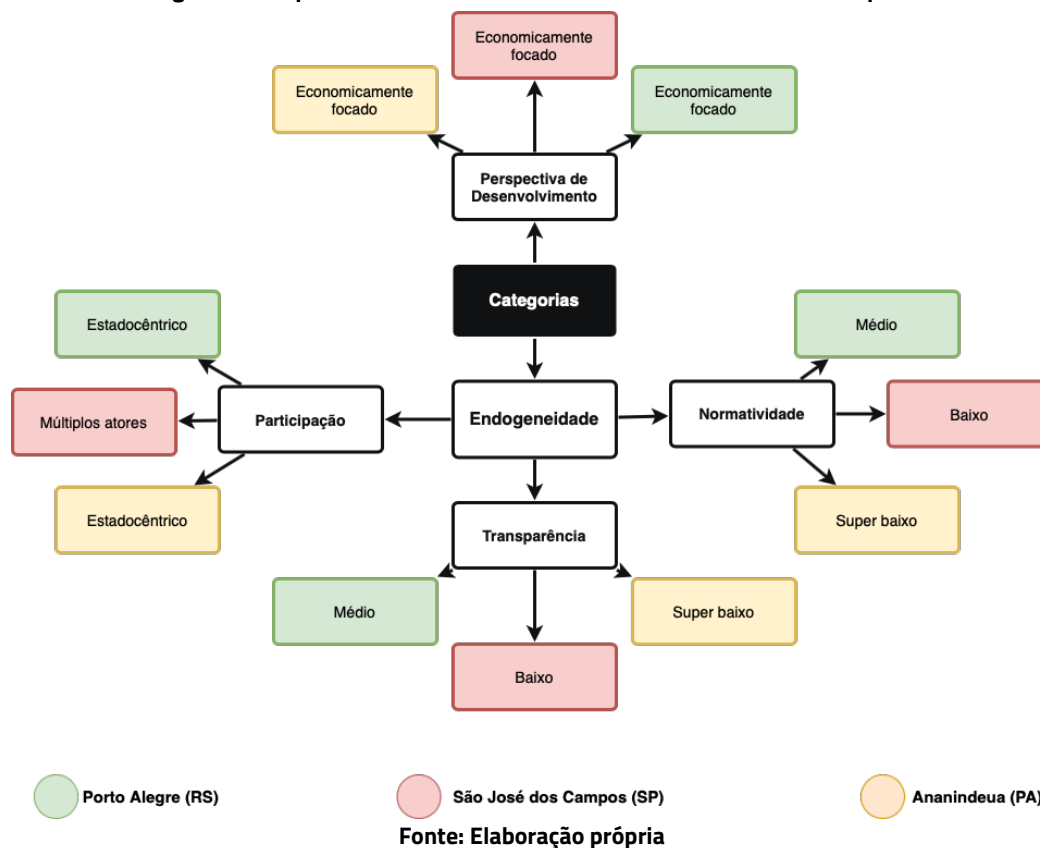 Economicamente
focado
Economicamente
focado
Economicamente
focado
Perspectiva de
Desenvolvimento
Categorias
Estadocêntrico
Médio
Múltiplos atores
Participação
Endogeneidade
Normatividade
Baixo
Estadocêntrico
Super baixo
Transparência
Médio
Super baixo
Baixo
Porto Alegre (RS)
São José dos Campos (SP)
Ananindeua (PA)
Fonte: Elaboração própria